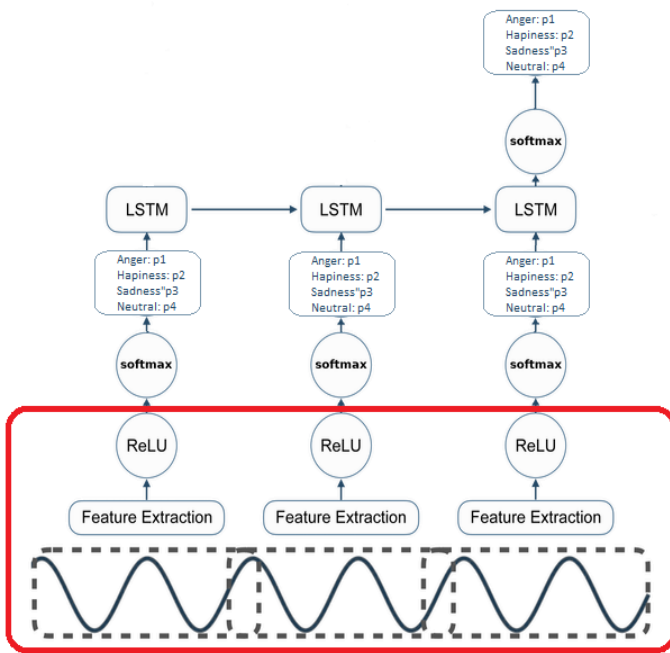 Anger: p1
Hapiness: p2
Sadness"p3
Neutral: p4
softmax
LSTM
LSTM
LSTM
Anger: p1
Hapiness: p2
Sadness"p3
Neutral: p4
Anger: p1
Hapiness: p2
Sadness"p3
Neutral: p4
Anger: p1
Hapiness: p2
Sadness"p3
Neutral: p4
softmax
softmax
softmax
ReLU
ReLU
ReLU
Feature Extraction
Feature Extraction
Feature Extraction